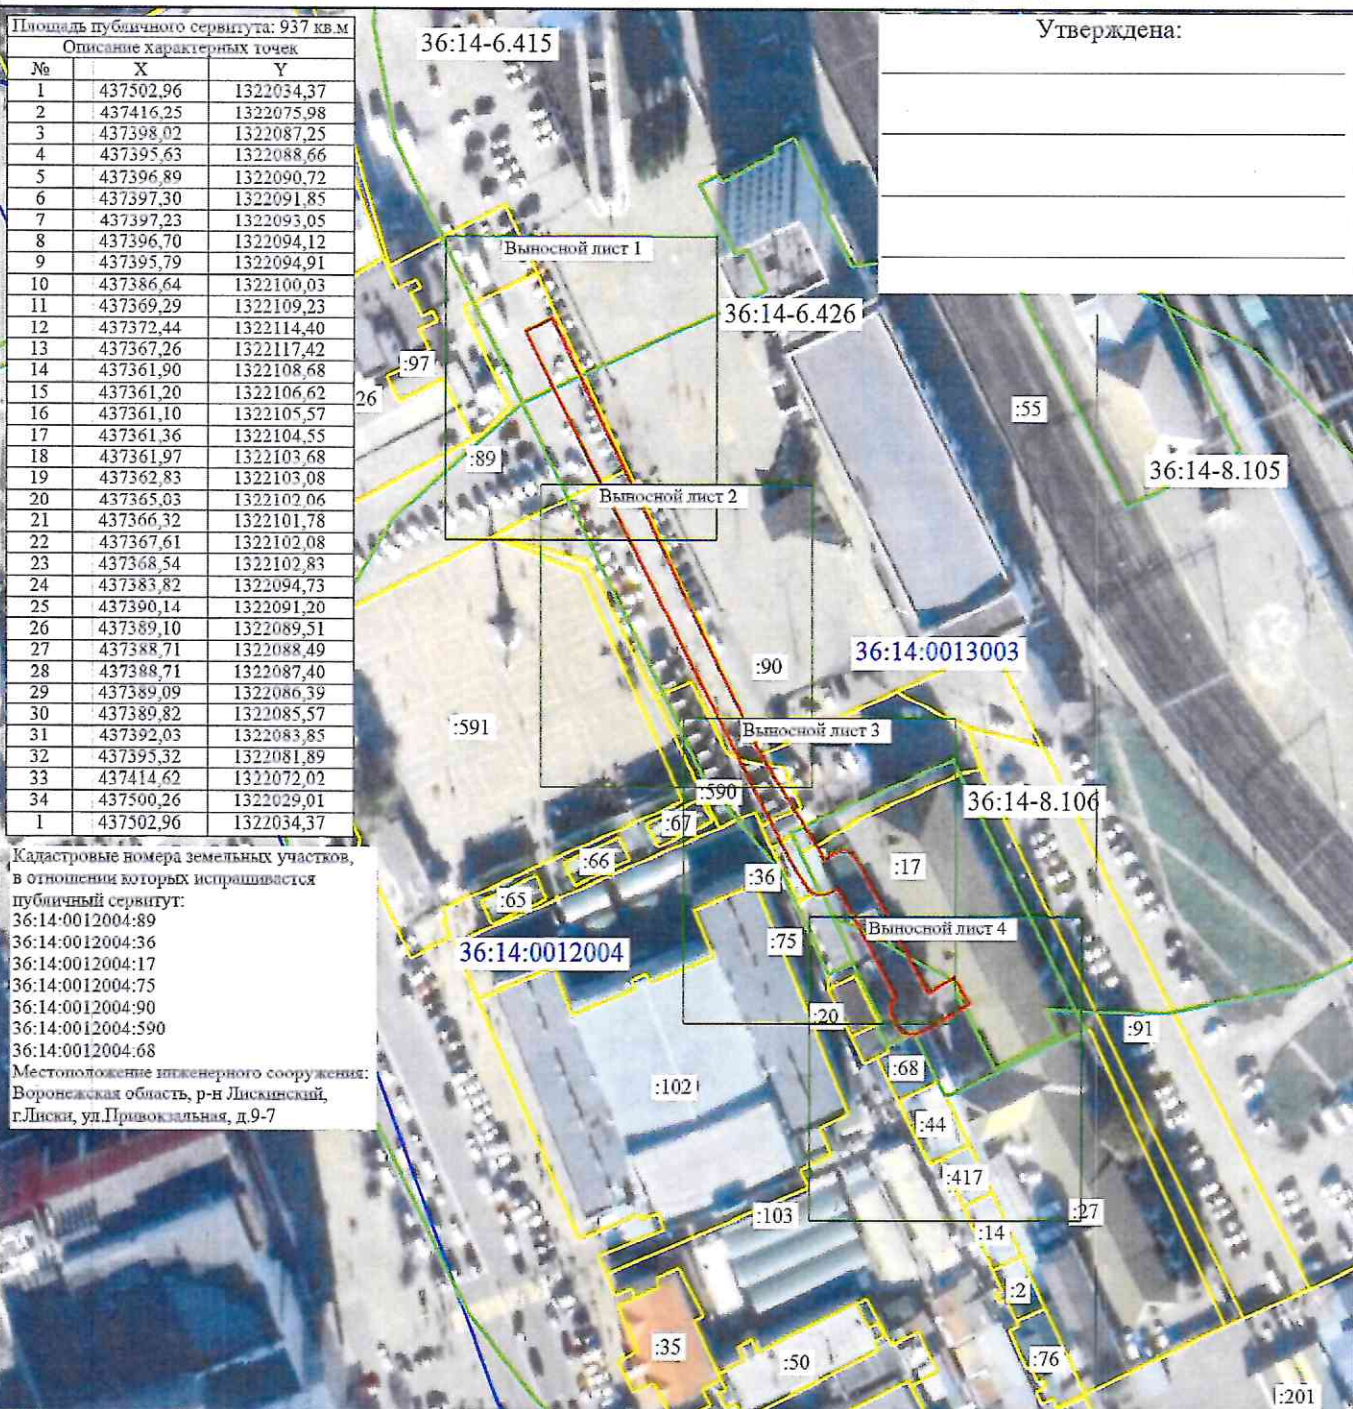 Площадь публичного сервитута: 937 кв.м
Описание характерных точек
№ X Y
1 437502,96 1322034,37
2 437416,25 1322075,98
3 437398,02 1322087,25
4 437395,63 1322088,66
5 437396,89 1322090,72
6 437397,30 1322091,85
7 437397,23 1322093,05
8 437396,70 1322094,12
9 437395,79 1322094,91
10 437386,64 1322100,03
11 437369,29 1322109,23
12 437372,44 1322114,40
13 437367,26 1322117,42
14 437361,90 1322108,68
15 437361,20 1322106,62
16 437361,10 1322105,57
17 437361,36 1322104,55
18 437361,97 1322103,68
19 437362,83 1322103,08
20 437365,03 1322102,06
21 437366,32 1322101,78
22 437367,61 1322102,08
23 437368,54 1322102,83
24 437383,82 1322094,73
25 437390,14 1322091,20
26 437389,10 1322089,51
27 437388,71 1322088,49
28 437388,71 1322087,40
29 437389,09 1322086,39
30 437389,82 1322085,57
31 437392,03 1322083,85
32 437395,32 1322081,89
33 437414,62 1322072,02
34 437500,26 1322029,01
1 437502,96 1322034,37
Кадастровые номера земельных участков,
в отношении которых испрашивается
публичный сервитут:
36:14:0012004:89
36:14:0012004:36
36:14:0012004:17
36:14:0012004:75
36:14:0012004:90
36:14:0012004:590
36:14:0012004:68
Местоположение инженерного сооружения:
Воронежская область, р-н Лискинский,
г.Лиски, ул.Привокзальная, д.9-7
Утверждена:
36:14-6.415
Выносной лист 1
36:14-6.426
:97
26
:55
:89
36:14-8.105
Выносной лист 2
36:14:0013003
:90
:591
Выносной лист 3
:590
36:14-8.106
:67
:66
:17
:36
:65
Выносной лист 4
:75
36:14:0012004
:20
:91
:68
:102
:44
:417
:103
:27
:14
:2
:35
:50
:76
:201